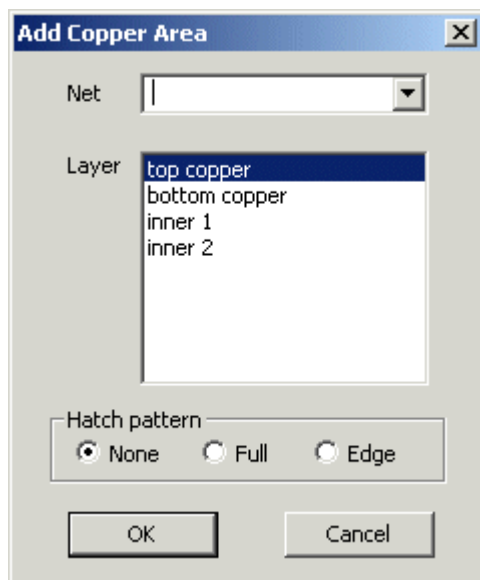 Add Copper Area
Net
Layer
top copper
bottom copper
inner 1
inner 2
Hatch pattern
None Full Edge
OK Cancel